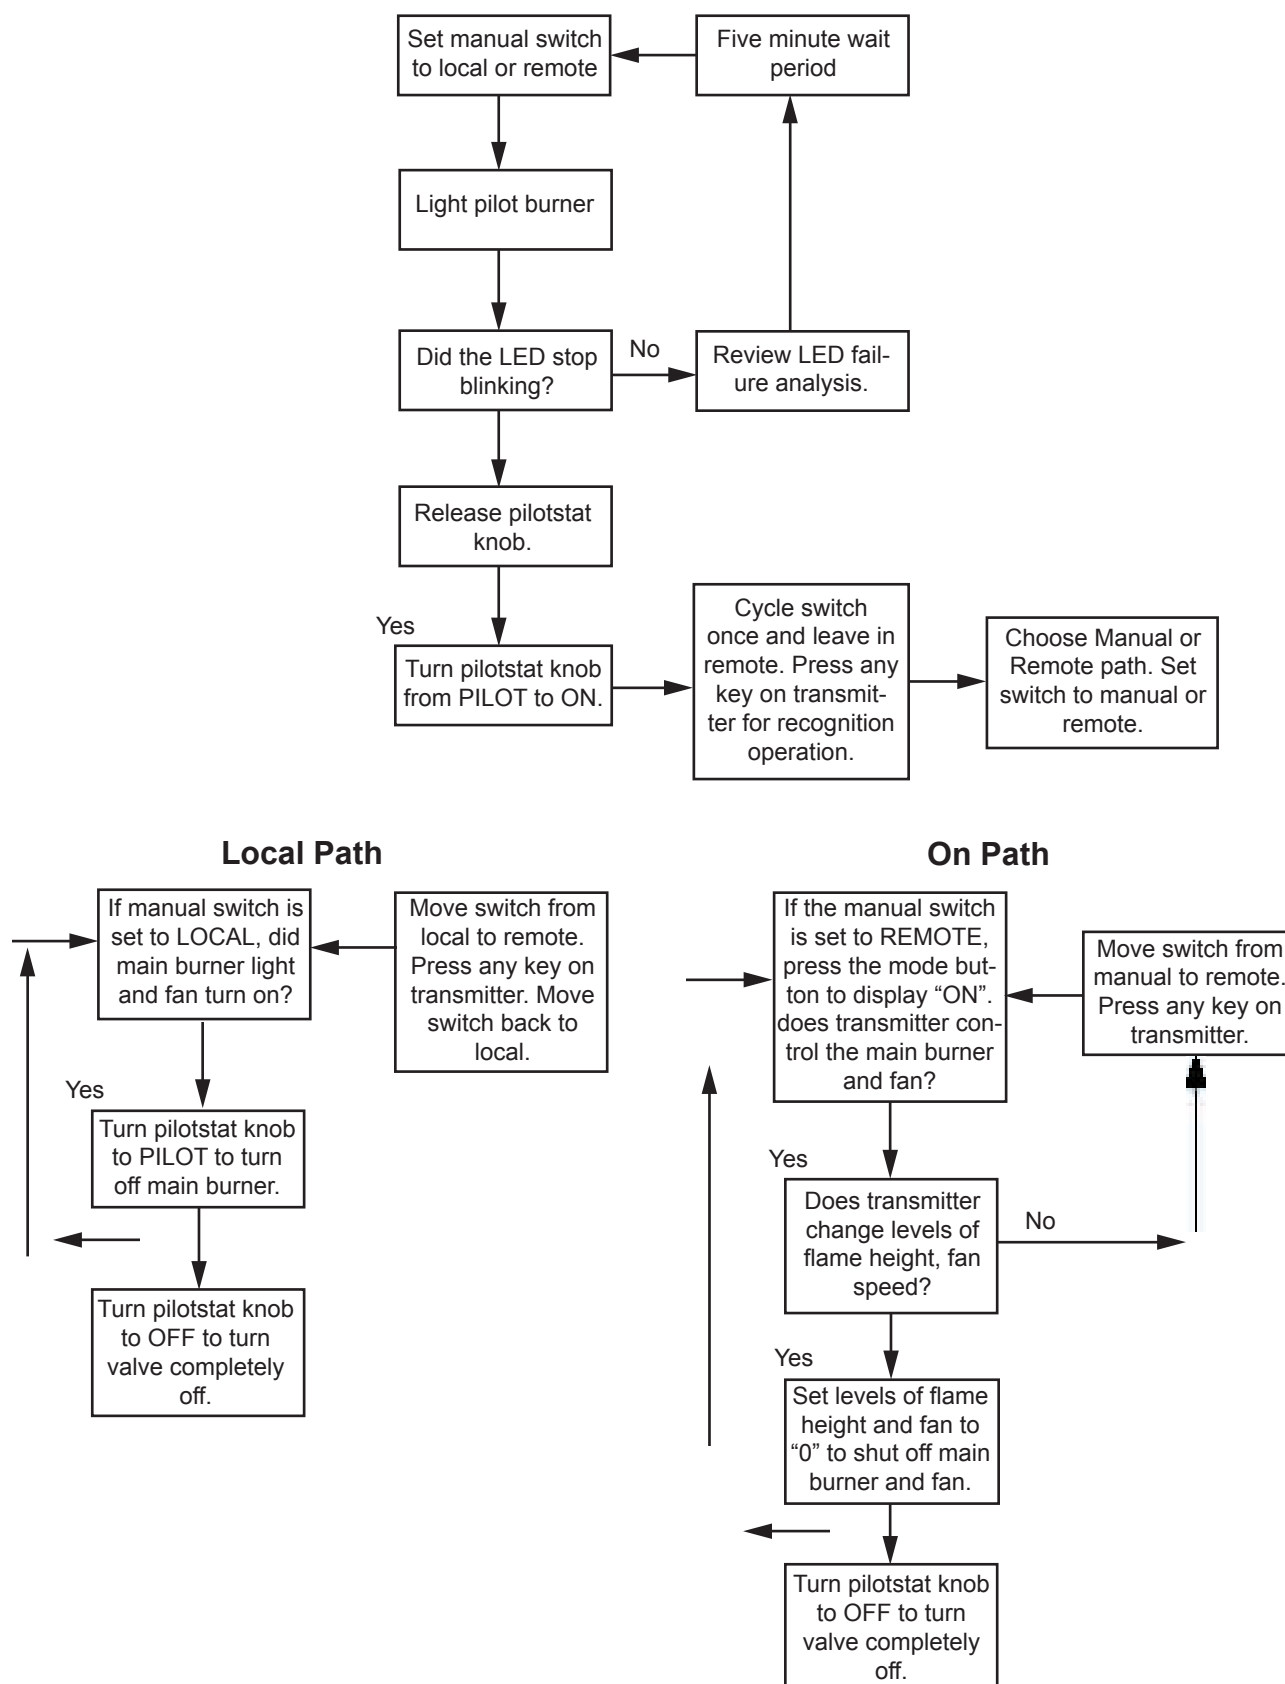 Set manual switch
to local or remote
Five minute wait
period
Light pilot burner
Did the LED stop
blinking?
No
Review LED fail-
ure analysis.
Release pilotstat
knob.
Yes
Turn pilotstat knob
from PILOT to ON.
Cycle switch
once and leave in
remote. Press any
key on transmit-
ter for recognition
operation.
Choose Manual or
Remote path. Set
switch to manual or
remote.
Local Path
If manual switch is
set to LOCAL, did
main burner light
and fan turn on?
Move switch from
local to remote.
Press any key on
transmitter. Move
switch back to
local.
Yes
Turn pilotstat knob
to PILOT to turn
off main burner.
Turn pilotstat knob
to OFF to turn
valve completely
off.
On Path
If the manual switch
is set to REMOTE,
press the mode but-
ton to display “ON”.
does transmitter con-
trol the main burner
and fan?
Move switch from
manual to remote.
Press any key on
transmitter.
Yes
Does transmitter
change levels of
flame height, fan
speed?
No
Yes
Set levels of flame
height and fan to
“0” to shut off main
burner and fan.
Turn pilotstat knob
to OFF to turn
valve completely
off.